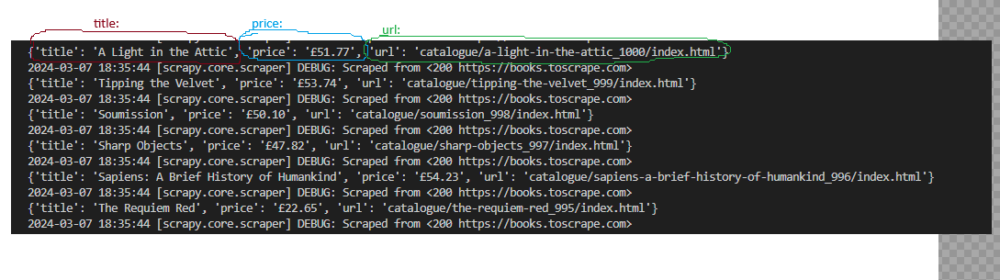 title:
price:
url:
{'title': 'A Light in the Attic', 'price': '£51.77', 'url': 'catalogue/a-light-in-the-attic_1000/index.html'}
2024-03-07 18:35:44 [scrapy.core.scraper] DEBUG: Scraped from <200 https://books.toscrape.com>
{'title': 'Tipping the Velvet', 'price': '£53.74', 'url': 'catalogue/tipping-the-velvet_999/index.html'}
2024-03-07 18:35:44 [scrapy.core.scraper] DEBUG: Scraped from <200 https://books.toscrape.com>
{'title': 'Soumission', 'price': '£50.10', 'url': 'catalogue/soumission_998/index.html'}
2024-03-07 18:35:44 [scrapy.core.scraper] DEBUG: Scraped from <200 https://books.toscrape.com>
{'title': 'Sharp Objects', 'price': '£47.82', 'url': 'catalogue/sharp-objects_997/index.html'}
2024-03-07 18:35:44 [scrapy.core.scraper] DEBUG: Scraped from <200 https://books.toscrape.com>
{'title': 'Sapiens: A Brief History of Humankind', 'price': '£54.23', 'url': 'catalogue/sapiens-a-brief-history-of-humankind_996/index.html'}
2024-03-07 18:35:44 [scrapy.core.scraper] DEBUG: Scraped from <200 https://books.toscrape.com>
{'title': 'The Requiem Red', 'price': '£22.65', 'url': 'catalogue/the-requiem-red_995/index.html'}
2024-03-07 18:35:44 [scrapy.core.scraper] DEBUG: Scraped from <200 https://books.toscrape.com>